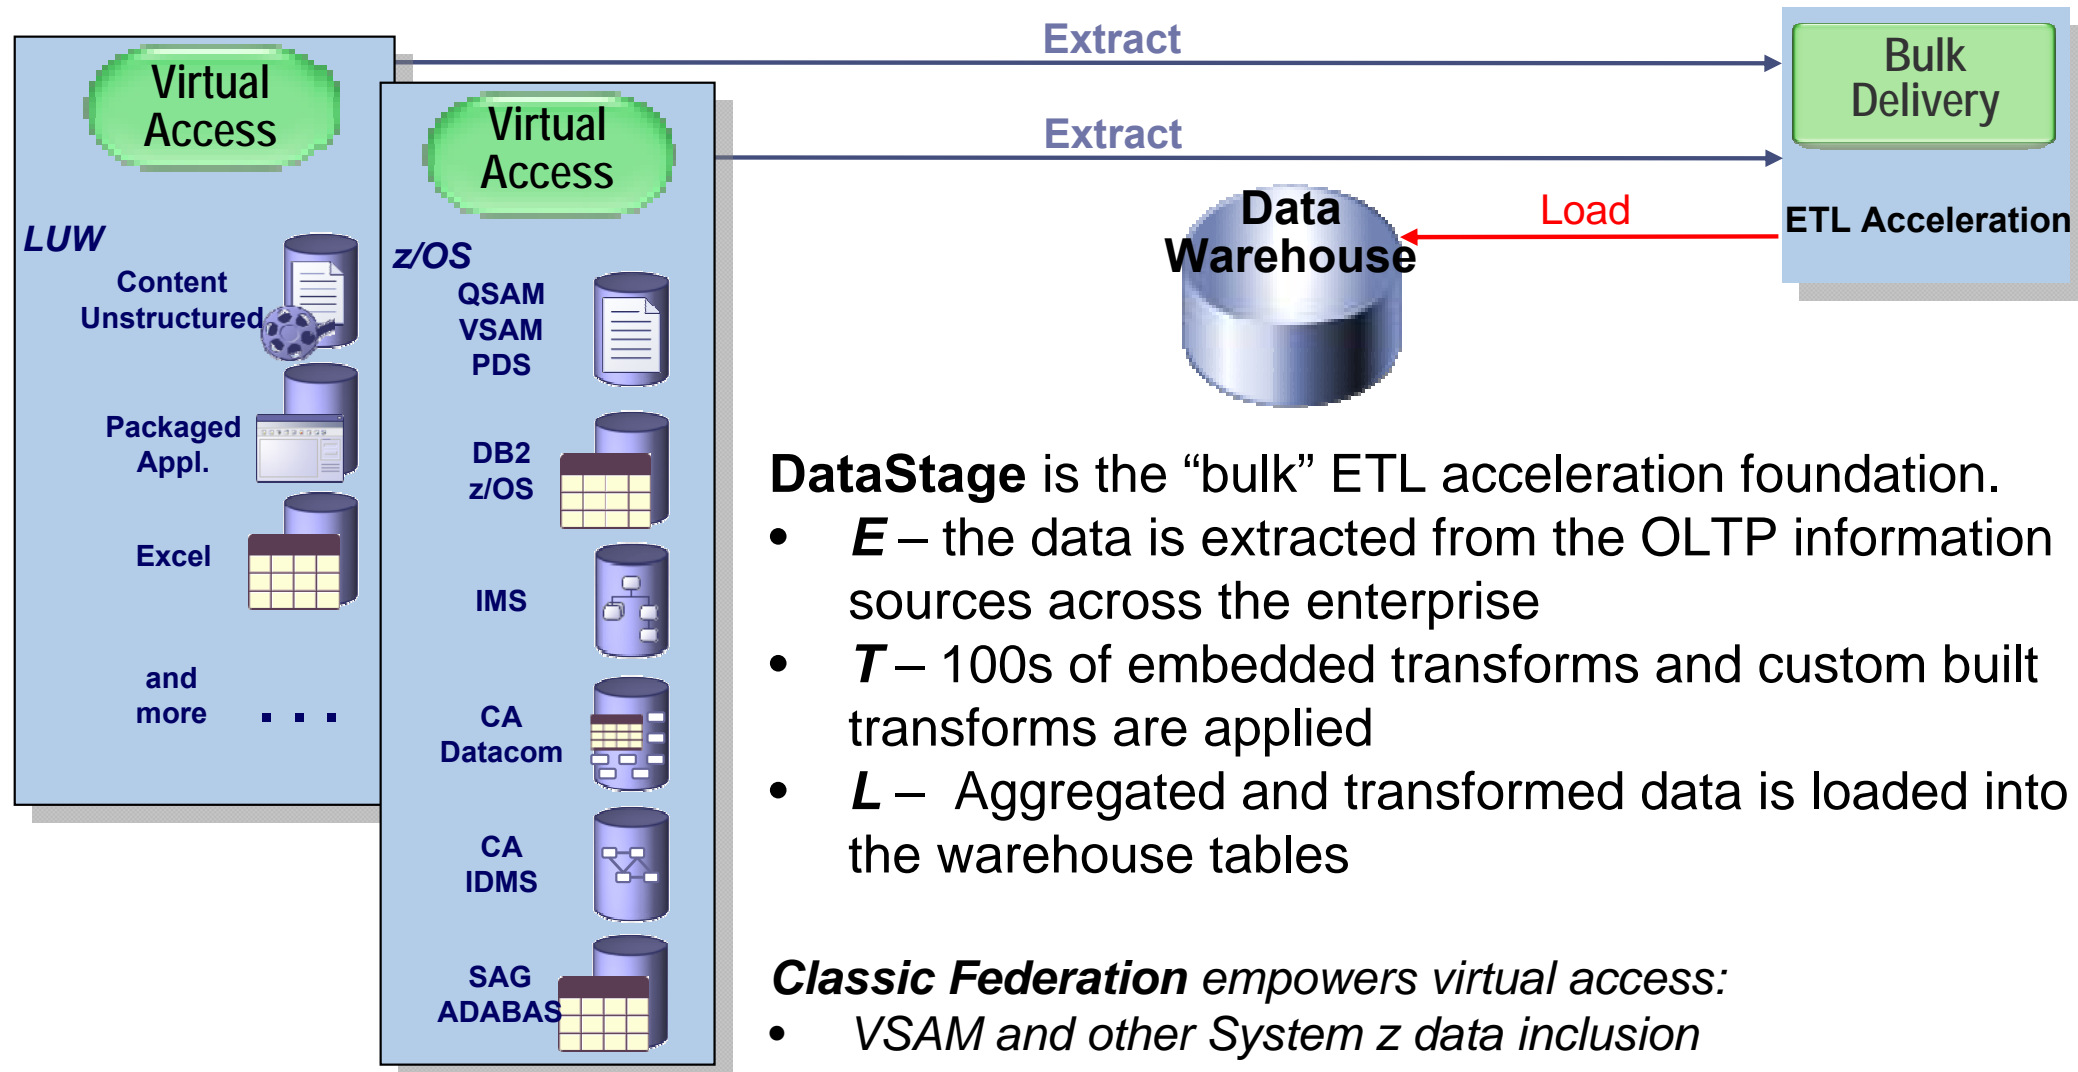 Virtual
Access
LUW
Content
Unstructured
Packaged
Appl.
Excel
and
more ...
Virtual
Access
z/OS
QSAM
VSAM
PDS
DB2
z/OS
IMS
CA
Datacom
CA
IDMS
SAG
ADABAS
Extract
Extract
Bulk
Delivery
ETL Acceleration
Load
Data
Warehouse
DataStage is the “bulk” ETL acceleration foundation.
• E – the data is extracted from the OLTP information
sources across the enterprise
• T – 100s of embedded transforms and custom built
transforms are applied
• L – Aggregated and transformed data is loaded into
the warehouse tables
Classic Federation empowers virtual access:
• VSAM and other System z data inclusion